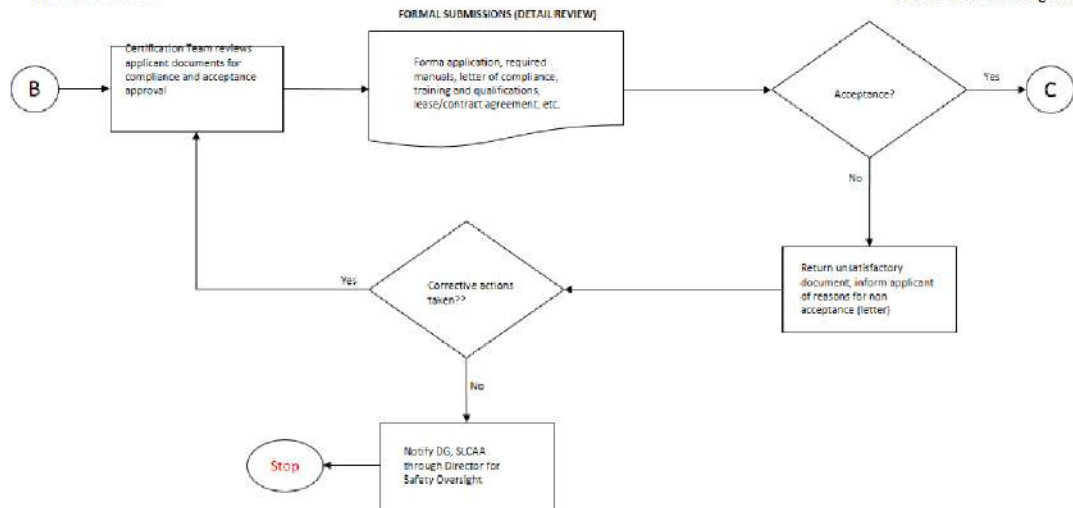 FORMAL SUBMISSIONS (DETAIL REVIEW)
B
Certification Team reviews
applicant documents for
compliance and acceptance
approval
Forma application, required
manuals, letter of compliance,
training and qualifications,
lease/contract agreement, etc.
Acceptance?
Yes
C
No
Return unsatisfactory
document, inform applicant
of reasons for non
acceptance (letter)
Corrective actions
taken??
Yes
No
Notify DG, SLCAA
through Director for
Safety Oversight
Stop